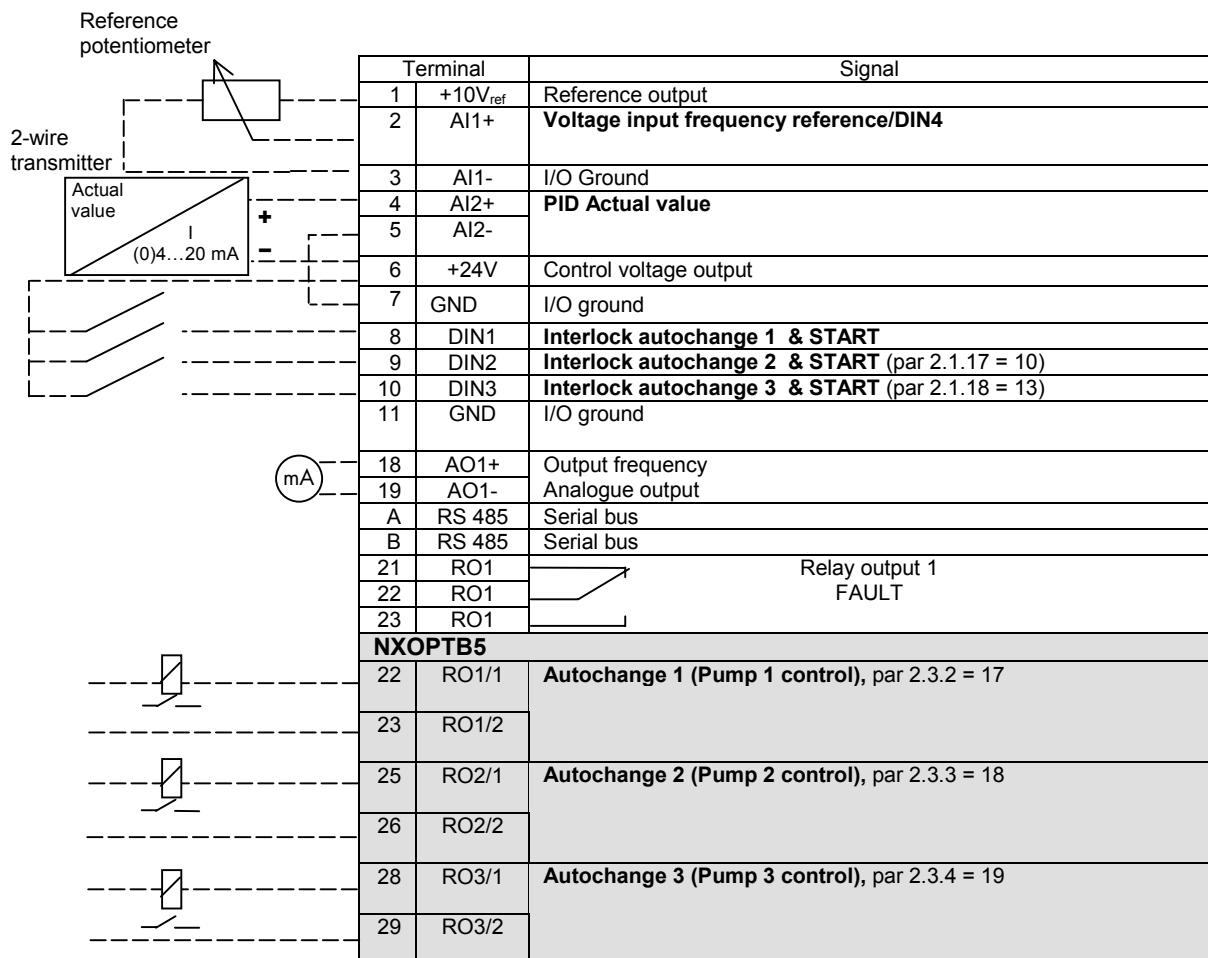 Reference
potentiometer
2-wire
transmitter
Actual
value
I
(0)4…20 mA
+
−
Terminal Signal
1 +10Vref Reference output
2 AI1+ Voltage input frequency reference/DIN4
3 AI1- I/O Ground
4 AI2+ PID Actual value
5 AI2-
6 +24V Control voltage output
7 GND I/O ground
8 DIN1 Interlock autochange 1 & START
9 DIN2 Interlock autochange 2 & START (par 2.1.17 = 10)
10 DIN3 Interlock autochange 3 & START (par 2.1.18 = 13)
11 GND I/O ground
mA
18 AO1+ Output frequency
19 AO1- Analogue output
A RS 485 Serial bus
B RS 485 Serial bus
21 RO1 Relay output 1
22 RO1 FAULT
23 RO1
NXOPTB5
22 RO1/1 Autochange 1 (Pump 1 control), par 2.3.2 = 17
23 RO1/2
25 RO2/1 Autochange 2 (Pump 2 control), par 2.3.3 = 18
26 RO2/2
28 RO3/1 Autochange 3 (Pump 3 control), par 2.3.4 = 19
29 RO3/2